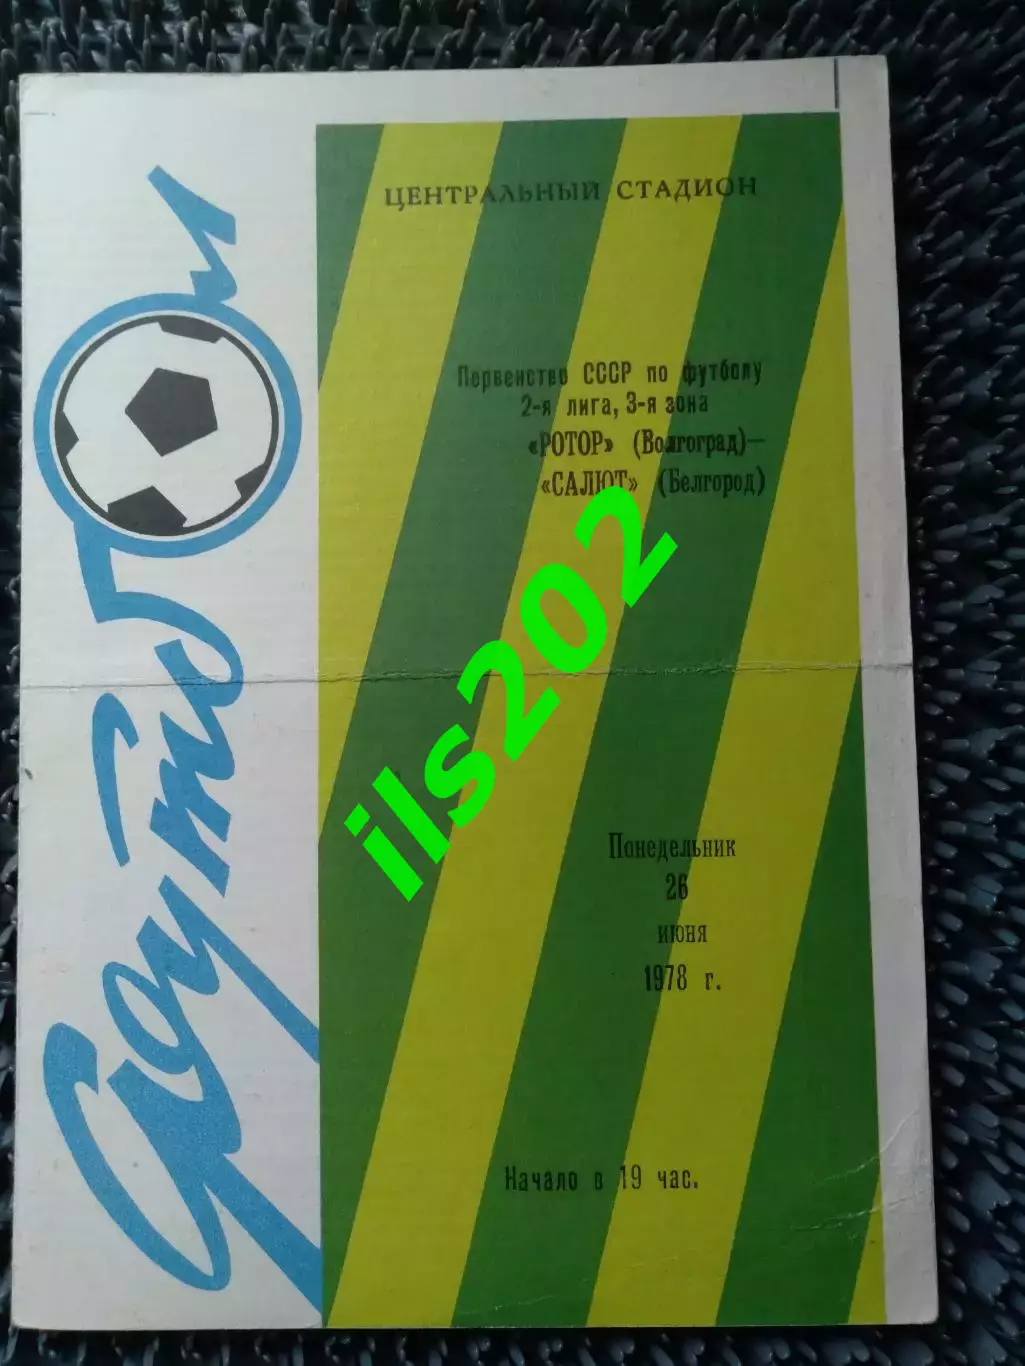 футбол
ЦЕНТРАЛЬНЫЙ СТАДИОН
Первенство СССР по футболу
2-я лига, 3-я зона
«РОТОР» (Волгоград)—
«САЛЮТ» (Белгород)
ils202
Понедельник
26
июня
1978 г.
Начало в 19 час.